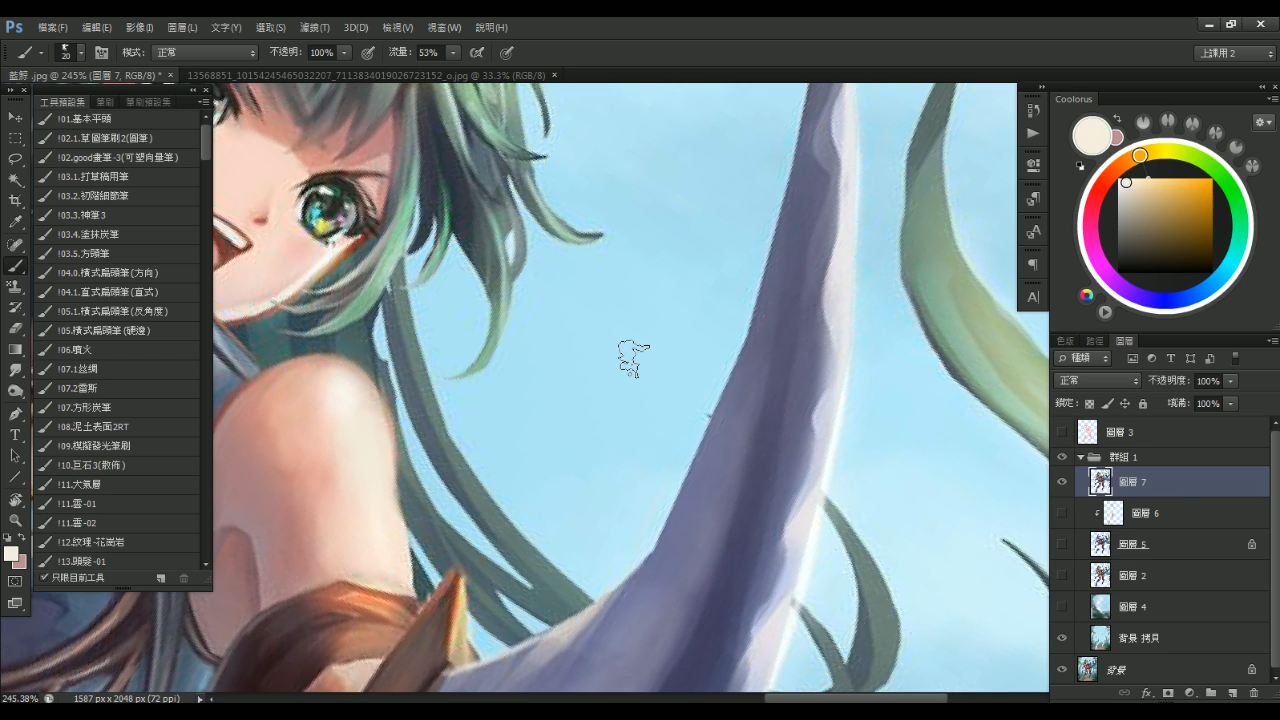 Ps 檔案(F) 編輯(E) 影像(I) 圖層(L) 文字(Y) 選取(S) 濾鏡(T) 3D(D) 檢視(V) 視窗(W) 說明(H)
20 模式: 正常 不透明: 100% 流量: 53% 上課用 2
藍鯨 .jpg @ 245% (圖層 7, RGB/8) * × 13568851_10154245465032207_7113834019026723152_o.jpg @ 33.3% (RGB/8) ×
工具預設集 筆刷 筆刷預設集
!01.基本平頭
!02.1.草圖筆刷2(圓筆)
!02.good畫筆-3(可塑向量筆)
!03.1.打草稿用筆
!03.2.初階細節筆
!03.3.神筆3
!03.4.塗抹炭筆
!03.5.方頭筆
!04.0.橫式扁頭筆(方向)
!04.1.直式扁頭筆(直式)
!05.1.橫式扁頭筆(反角度)
!05.橫式扁頭筆(硬邊)
!06.噴火
!07.1絲綢
!07.2雷斯
!07.方形炭筆
!08.泥土表面2RT
!09.模擬發光筆刷
!10.巨石3(散佈)
!11.大氣層
!11.雲-01
!11.雲-02
!12.紋理-花崗岩
!13.頭髮-01
只限目前工具
Coolorus
色版 路徑 圖層
種類
正常 不透明度: 100%
鎖定: 填滿: 100%
圖層 3
群組 1
圖層 7
圖層 6
圖層 5
圖層 2
圖層 4
背景 拷貝
背景
fx
245.38% 1587 px x 2048 px (72 ppi)